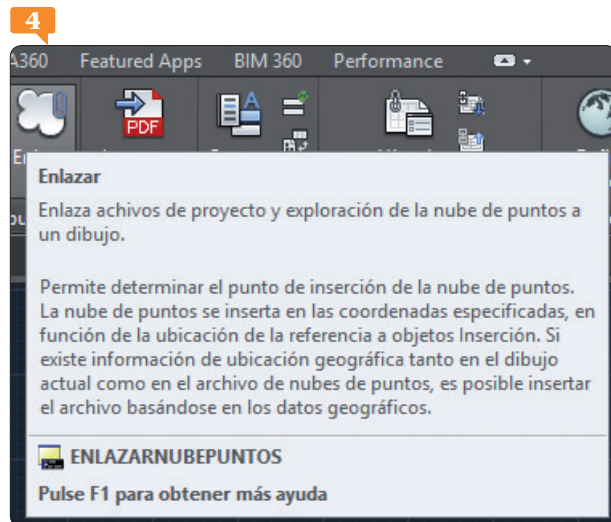 4
A360 Featured Apps BIM 360 Performance
PDF
Enlazar
Enlaza achivos de proyecto y exploración de la nube de puntos a
un dibujo.
Permite determinar el punto de inserción de la nube de puntos.
La nube de puntos se inserta en las coordenadas especificadas, en
función de la ubicación de la referencia a objetos Inserción. Si
existe información de ubicación geográfica tanto en el dibujo
actual como en el archivo de nubes de puntos, es posible insertar
el archivo basándose en los datos geográficos.
ENLAZARNUBEPUNTOS
Pulse F1 para obtener más ayuda